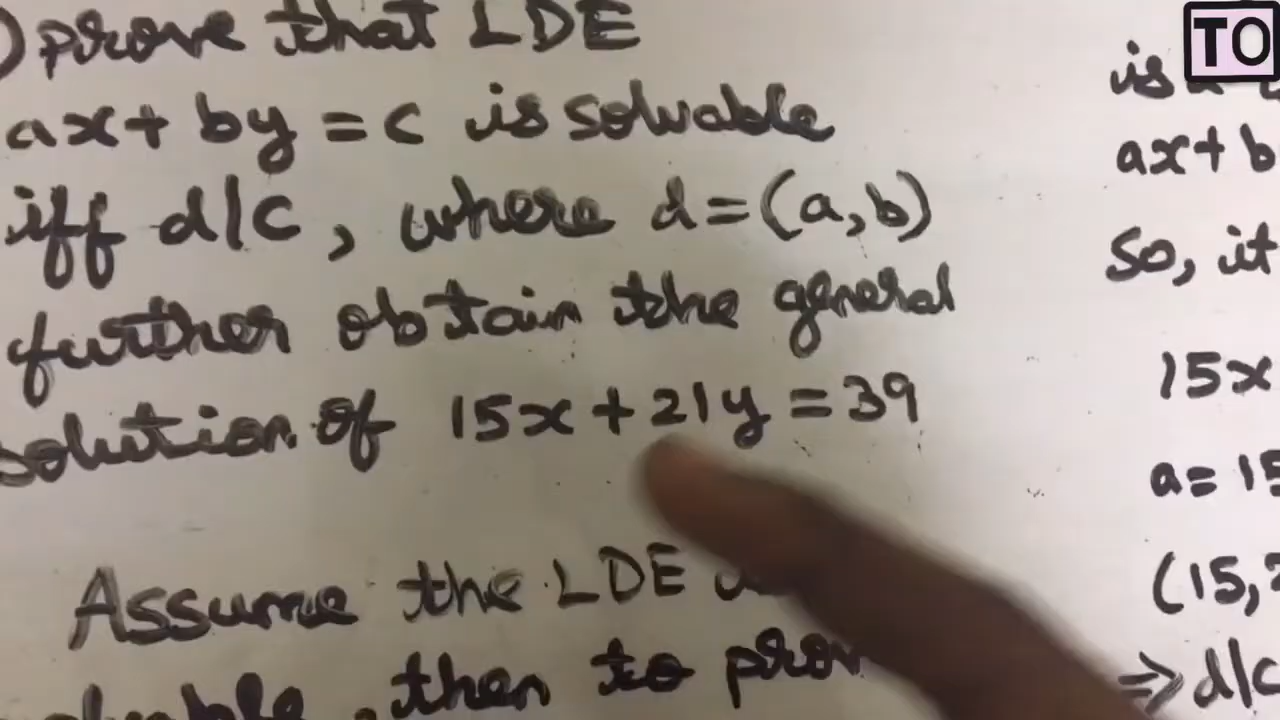 ) prove that LDE
ax + by = c is solvable
iff d/c, where d = (a, b)
further obtain the general
solution of 15x + 21y = 39
Assume the LDE
, then to prov
TO
is
ax + b
So, it
15x
a = 15
(15,
⇒ d/c